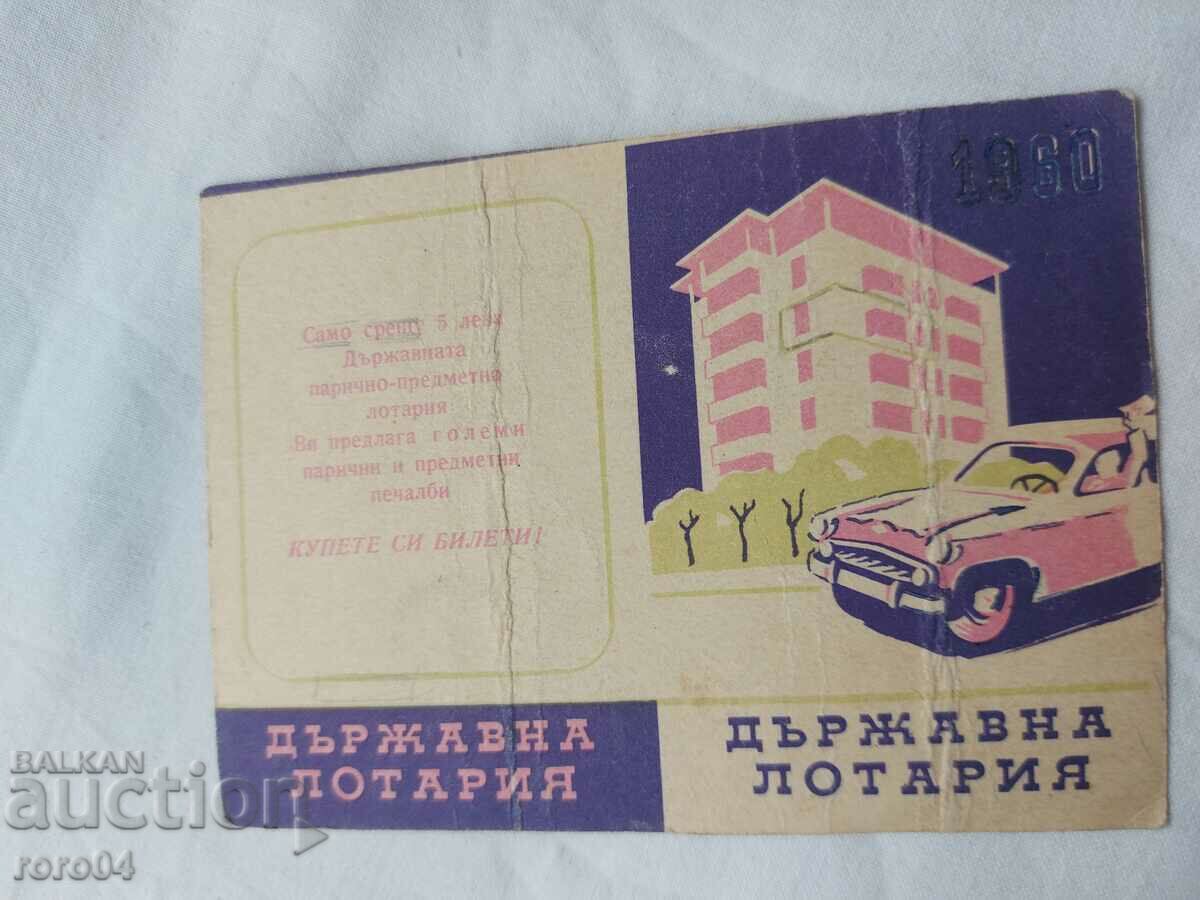 1960
Само срещу 5 лева
Държавната
парично-предметна
лотария
Ви предлага големи
парични и предметни
печалби
КУПЕТЕ СИ БИЛЕТИ!
ДЪРЖАВНА
ЛОТАРИЯ
ДЪРЖАВНА
ЛОТАРИЯ
BALKAN
auction
roro04